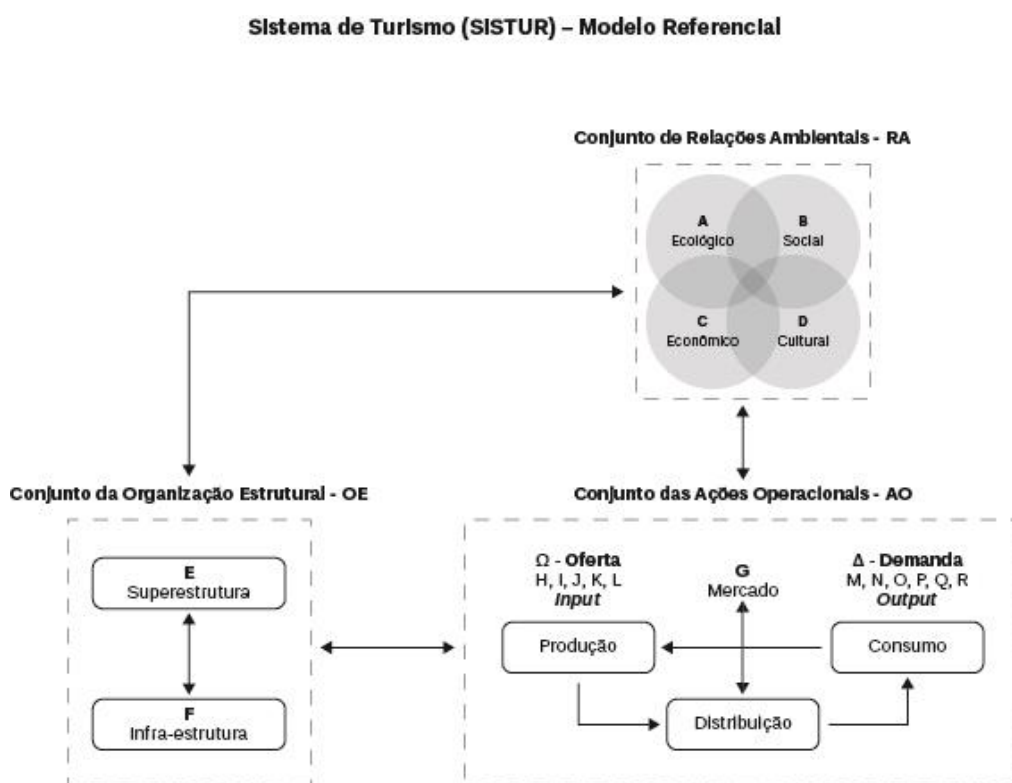 Sistema de Turismo (SISTUR) – Modelo Referencial
Conjunto de Relações Ambientais - RA
A
Ecológico
B
Social
C
Econômico
D
Cultural
Conjunto da Organização Estrutural - OE
E
Superestrutura
F
Infra-estrutura
Conjunto das Ações Operacionais - AO
Ω - Oferta
H, I, J, K, L
Input
G
Mercado
Δ - Demanda
M, N, O, P, Q, R
Output
Produção
Consumo
Distribuição